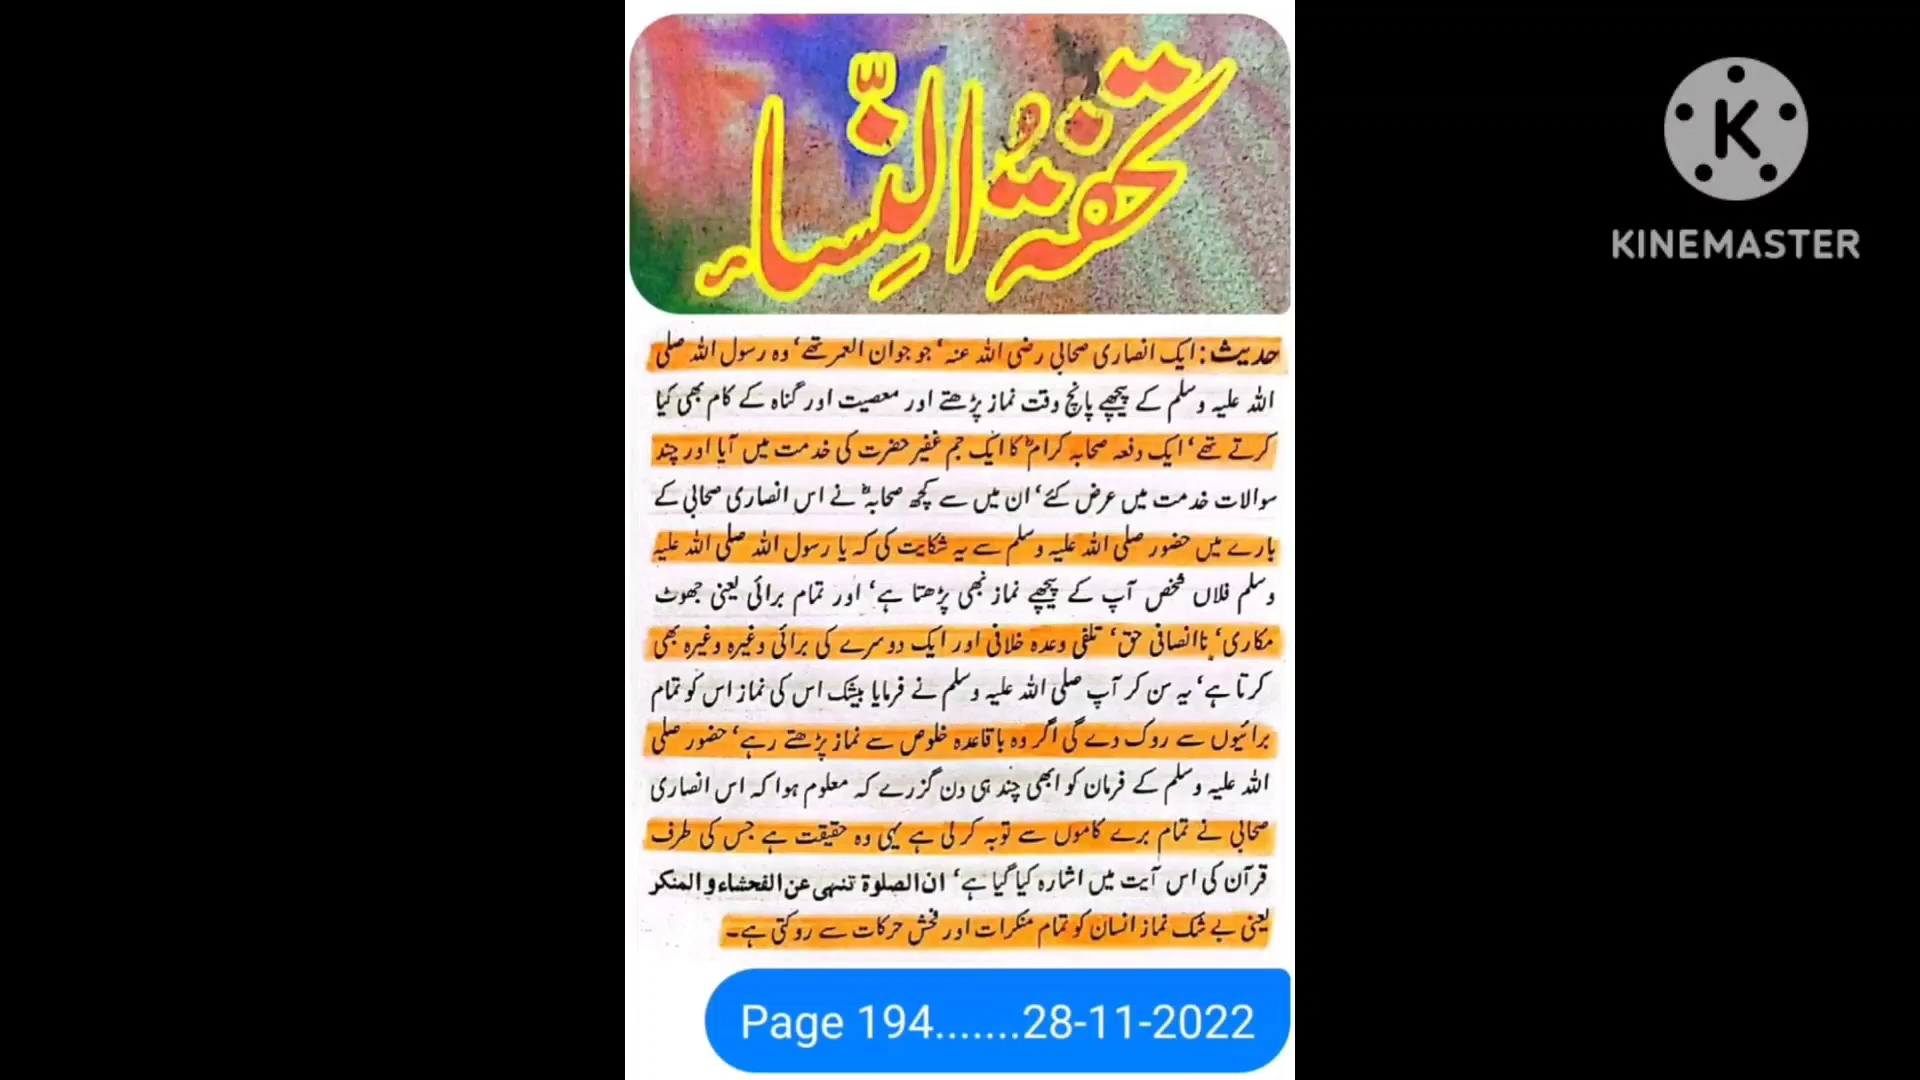 تحفۃُ النِّساء
KINEMASTER
حدیث: ایک انصاری صحابی رضی اللہ عنہ‘ جو جوان العمر تھے‘ وہ رسول اللہ صلی
اللہ علیہ وسلم کے پیچھے پانچ وقت نماز پڑھتے اور معصیت اور گناہ کے کام بھی کیا
کرتے تھے‘ ایک دفعہ صحابہ کرامؓ کا ایک جم غفیر حضرت کی خدمت میں آیا اور چند
سوالات خدمت میں عرض کئے‘ ان میں سے کچھ صحابہؓ نے اس انصاری صحابی کے
بارے میں حضور صلی اللہ علیہ وسلم سے یہ شکایت کی کہ یا رسول اللہ صلی اللہ علیہ
وسلم فلاں شخص آپ کے پیچھے نماز بھی پڑھتا ہے‘ اور تمام برائی یعنی جھوٹ
مکاری‘ ناانصافی حق‘ تلفی وعدہ خلافی اور ایک دوسرے کی برائی وغیرہ وغیرہ بھی
کرتا ہے‘ یہ سن کر آپ صلی اللہ علیہ وسلم نے فرمایا بیشک اس کی نماز اس کو تمام
برائیوں سے روک دے گی اگر وہ باقاعدہ خلوص سے نماز پڑھتے رہے‘ حضور صلی
اللہ علیہ وسلم کے فرمان کو ابھی چند ہی دن گزرے کہ معلوم ہوا کہ اس انصاری
صحابی نے تمام برے کاموں سے توبہ کر لی ہے یہی وہ حقیقت ہے جس کی طرف
قرآن کی اس آیت میں اشارہ کیا گیا ہے‘ ان الصلوۃ تنہی عن الفحشاء و المنکر
یعنی بے شک نماز انسان کو تمام منکرات اور فحش حرکات سے روکتی ہے۔
Page 194.......28-11-2022